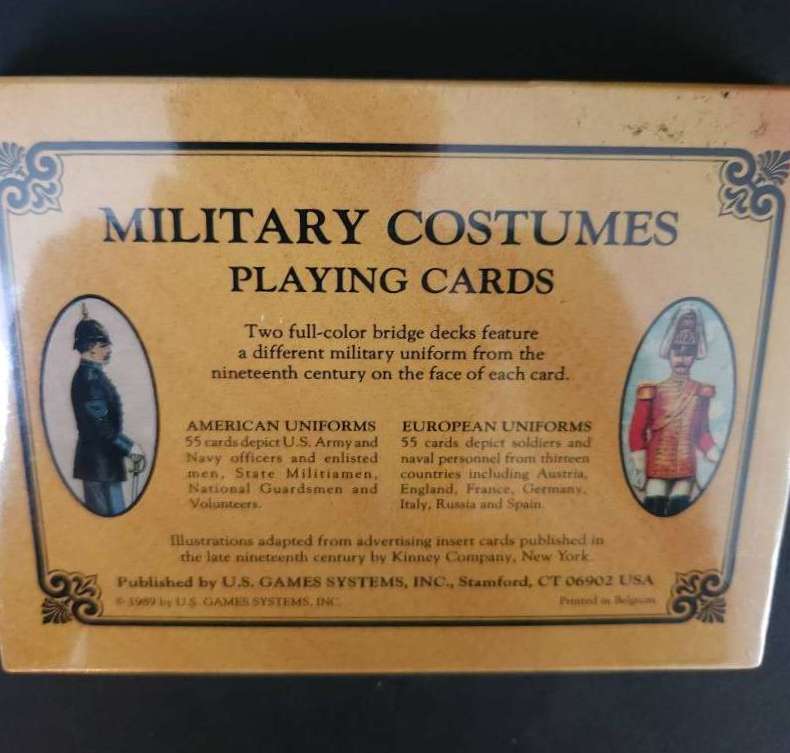 MILITARY COSTUMES
PLAYING CARDS
Two full-color bridge decks feature
a different military uniform from the
nineteenth century on the face of each card.
AMERICAN UNIFORMS
55 cards depict U.S. Army and
Navy officers and enlisted
men, State Militiamen,
National Guardsmen and
Volunteers.
EUROPEAN UNIFORMS
55 cards depict soldiers and
naval personnel from thirteen
countries including Austria,
England, France, Germany,
Italy, Russia and Spain.
Illustrations adapted from advertising insert cards published in
the late nineteenth century by Kinney Company, New York.
Published by U.S. GAMES SYSTEMS, INC., Stamford, CT 06902 USA
© 1989 by U.S. GAMES SYSTEMS, INC.
Printed in Belgium